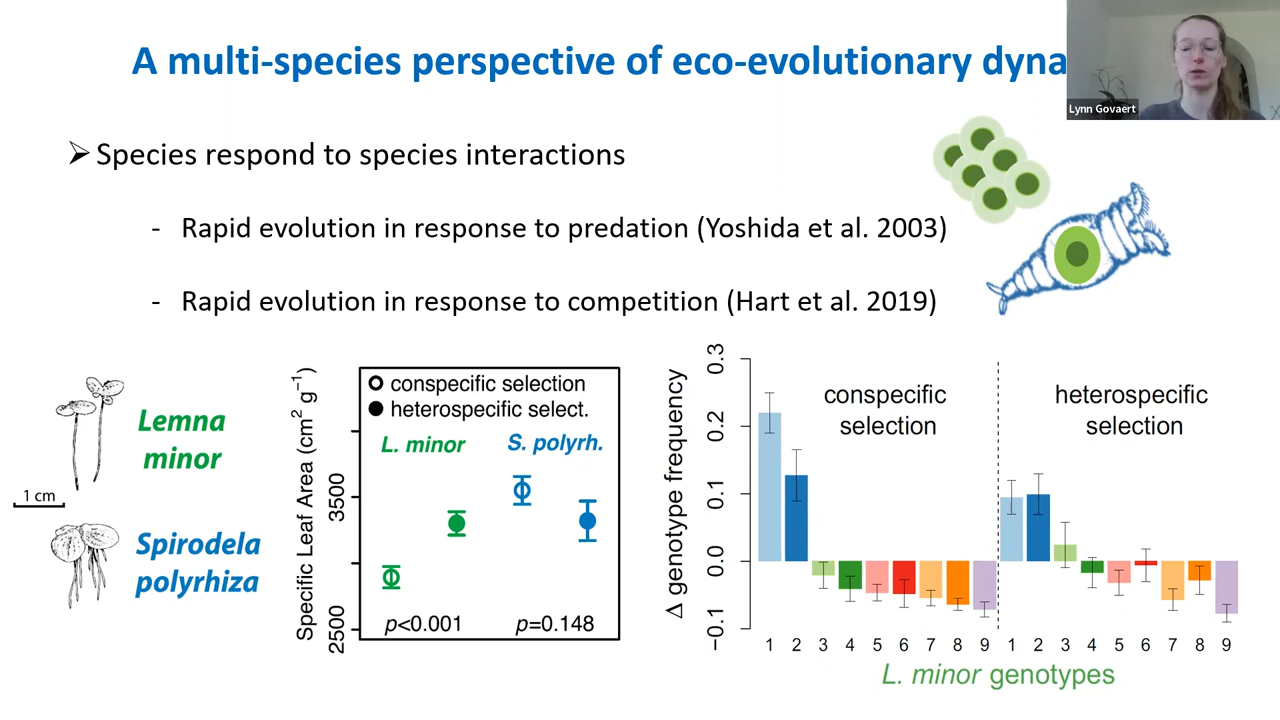 A multi-species perspective of eco-evolutionary dyna
Lynn Govaert
➢ Species respond to species interactions
- Rapid evolution in response to predation (Yoshida et al. 2003)
- Rapid evolution in response to competition (Hart et al. 2019)
Lemna
minor
1 cm
Spirodela
polyrhiza
Specific Leaf Area (cm² g⁻¹)
3500
2500
conspecific selection
heterospecific select.
L. minor
S. polyrh.
p<0.001
p=0.148
Δ genotype frequency
0.3
0.2
0.1
0.0
−0.1
conspecific
selection
heterospecific
selection
1 2 3 4 5 6 7 8 9 1 2 3 4 5 6 7 8 9
L. minor genotypes